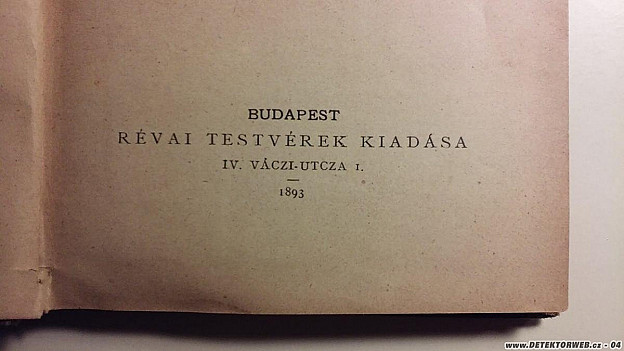 BUDAPEST
RÉVAI TESTVÉREK KIADÁSA
IV. VÁCZI-UTCZA 1.
1893
www.DETEKTORWEB.cz - 04